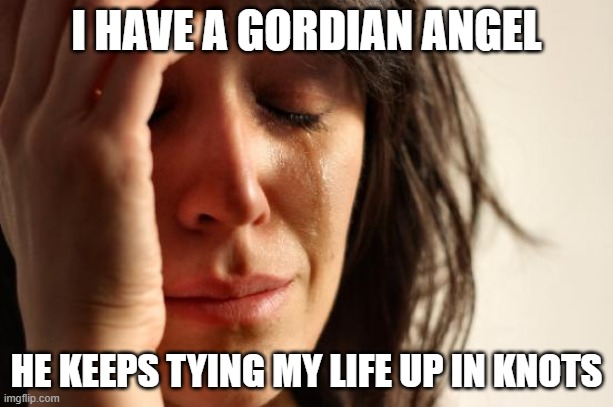 I HAVE A GORDIAN ANGEL
HE KEEPS TYING MY LIFE UP IN KNOTS
imgflip.com